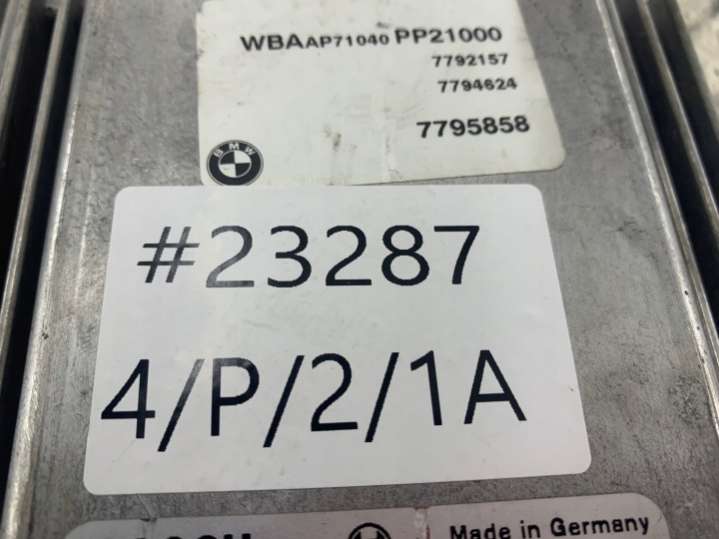 WBAAP71040 PP21000
7792157
7794624
7795858
BMW
#23287
4/P/2/1A
Made in Germany